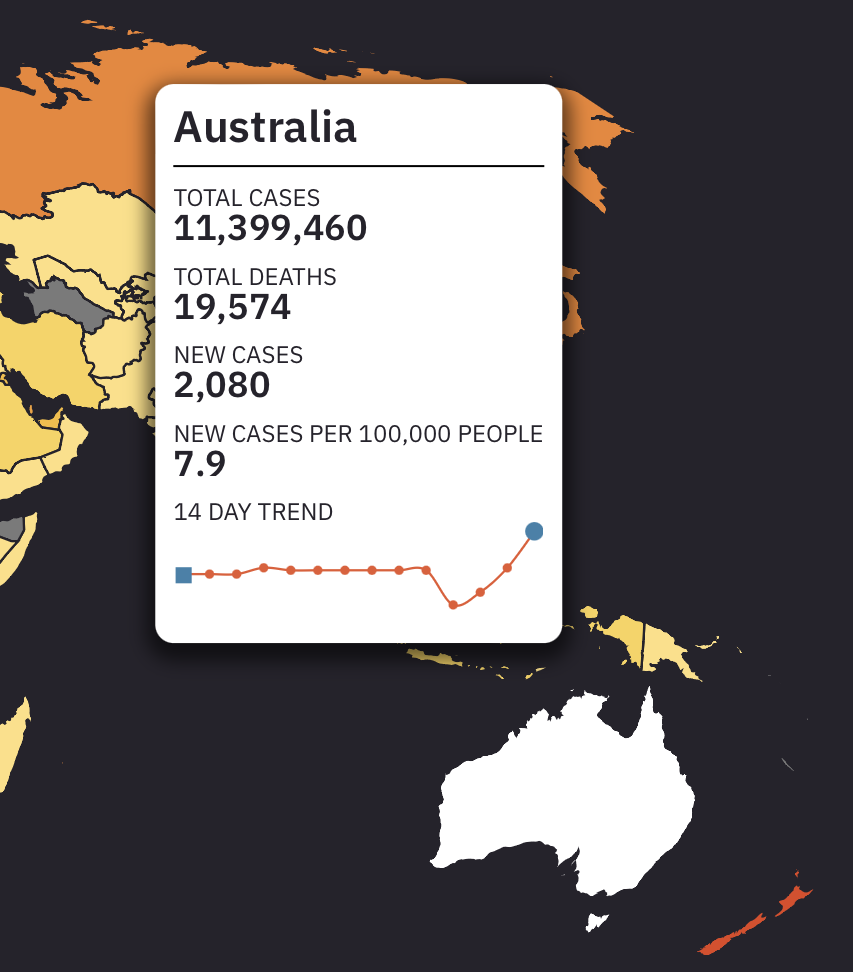 Australia
TOTAL CASES
11,399,460
TOTAL DEATHS
19,574
NEW CASES
2,080
NEW CASES PER 100,000 PEOPLE
7.9
14 DAY TREND